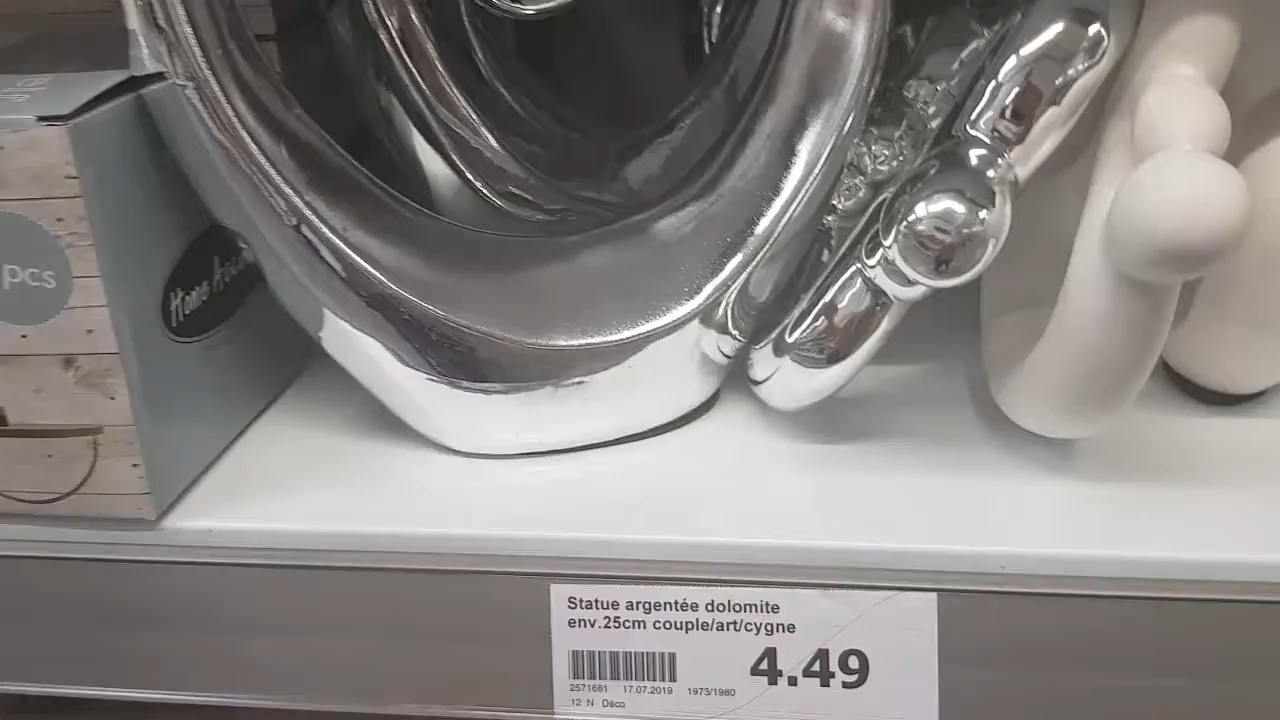 pcs
Home
Statue argentée dolomite
env.25cm couple/art/cygne
4.49
2571681 17.07.2019 1973/1980
12 N Déco